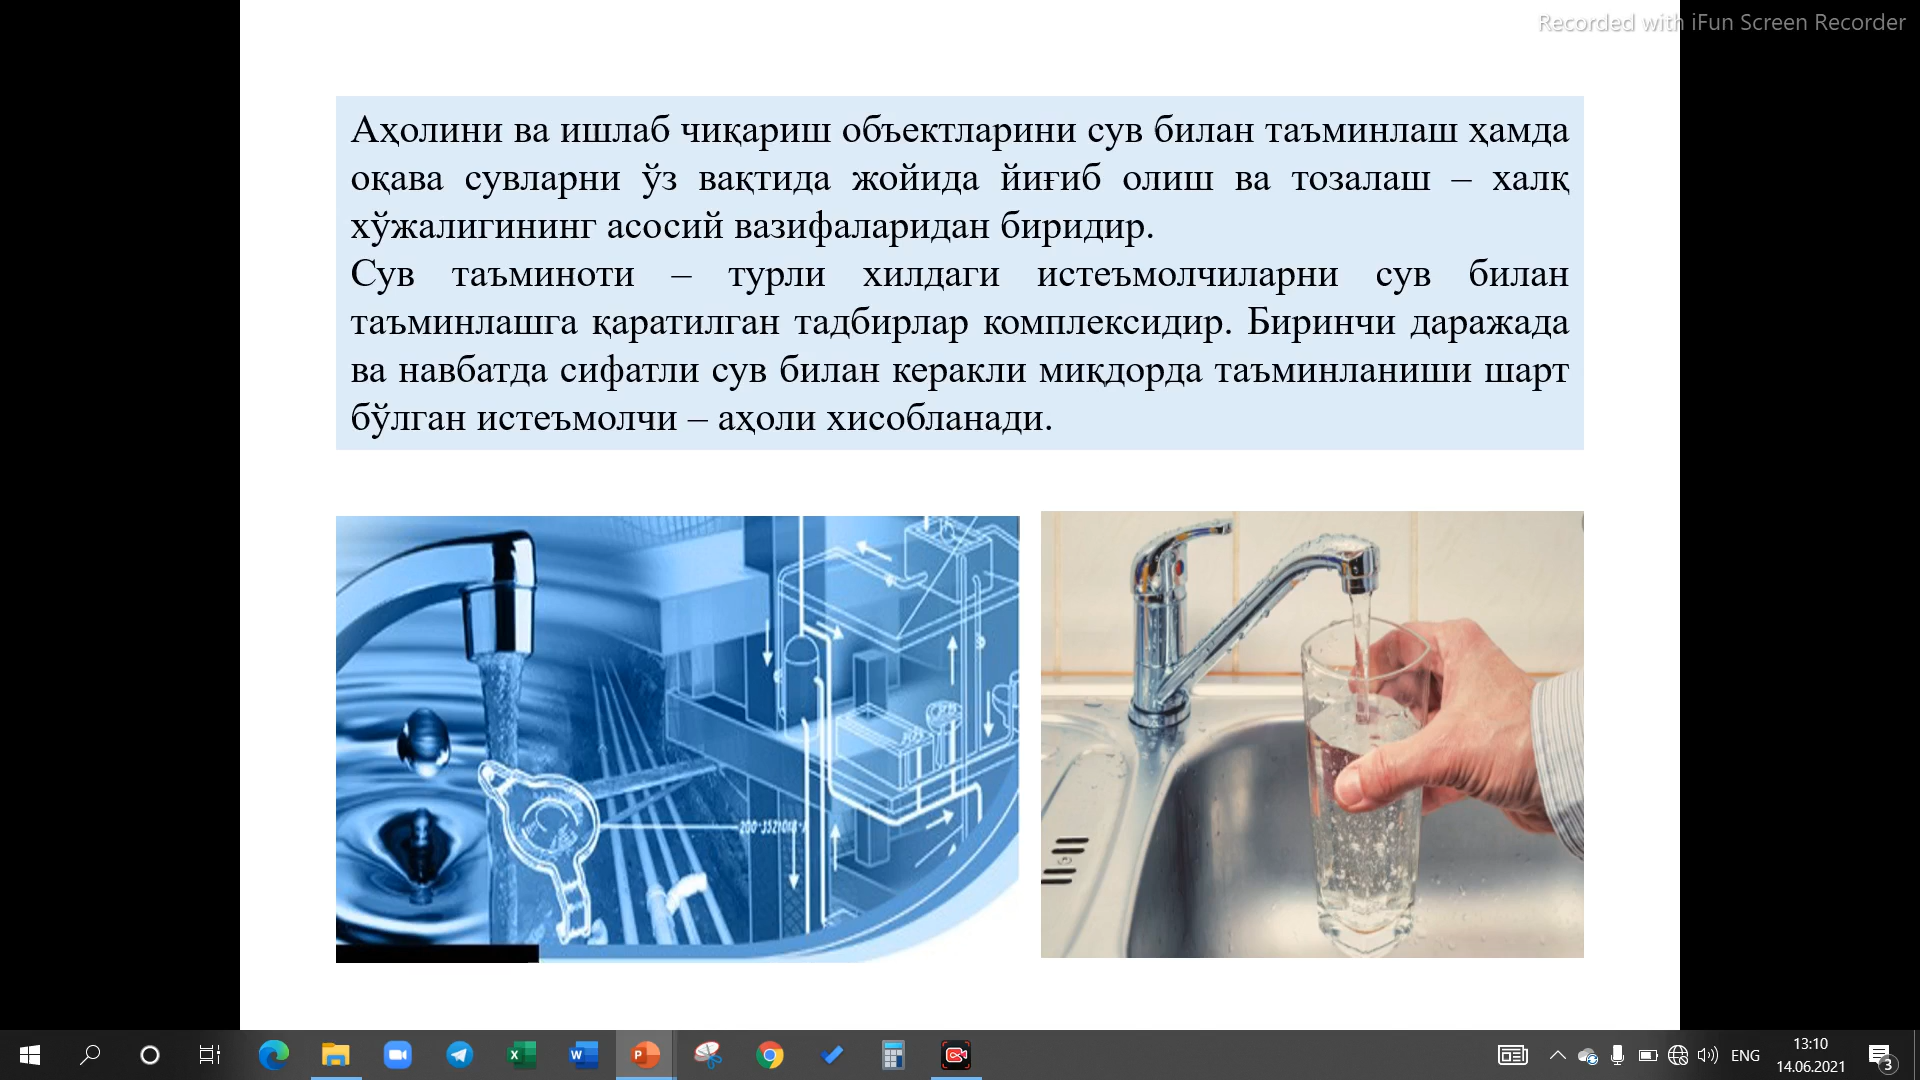 Recorded with iFun Screen Recorder
Аҳолини ва ишлаб чиқариш объектларини сув билан таъминлаш ҳамда
оқава сувларни ўз вақтида жойида йиғиб олиш ва тозалаш – халқ
хўжалигининг асосий вазифаларидан биридир.
Сув таъминоти – турли хилдаги истеъмолчиларни сув билан
таъминлашга қаратилган тадбирлар комплексидир. Биринчи даражада
ва навбатда сифатли сув билан керакли миқдорда таъминланиши шарт
бўлган истеъмолчи – аҳоли хисобланади.
ENG
13:10
14.06.2021
3